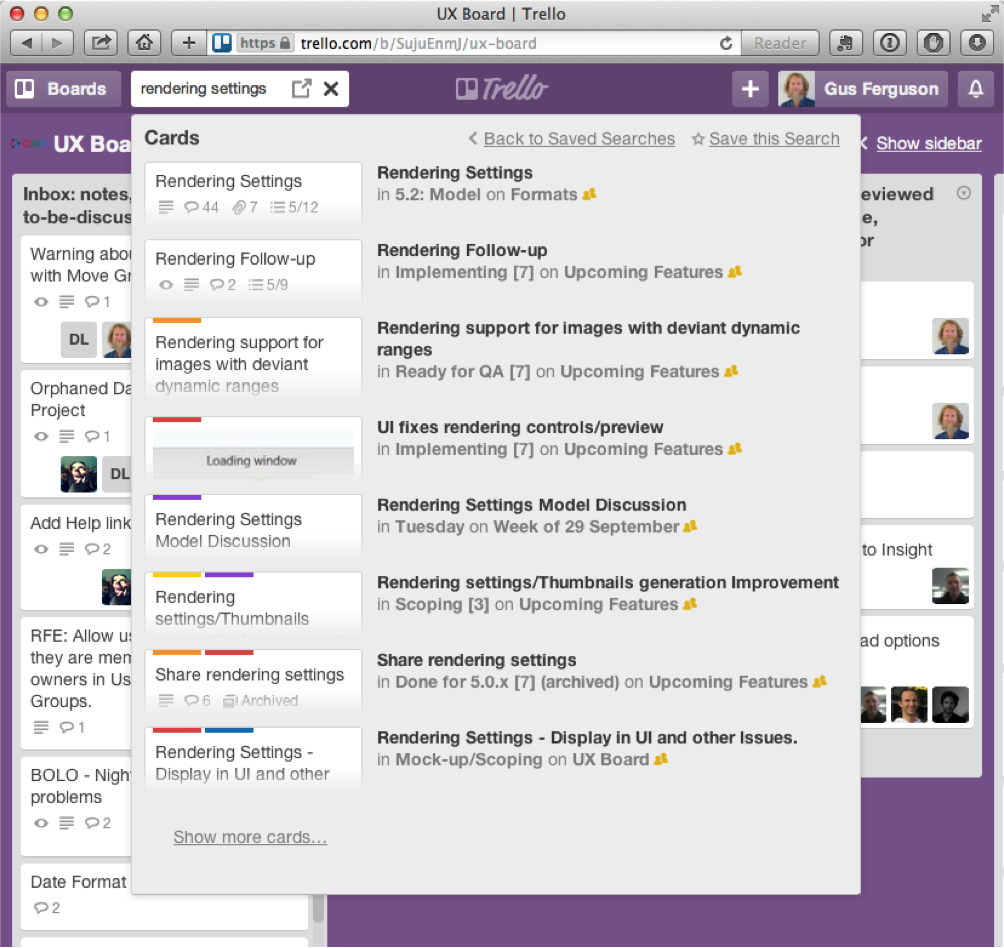 UX Board | Trello
https trello.com/b/SujuEnmJ/ux-board
Reader
Boards
rendering settings
Trello
Gus Ferguson
UX Boa
Show sidebar
Cards
Back to Saved Searches
Save this Search
Rendering Settings
44 7 5/12
Rendering Settings
in 5.2: Model on Formats
Rendering Follow-up
2 5/9
Rendering Follow-up
in Implementing [7] on Upcoming Features
Rendering support for
images with deviant
dynamic ranges
Rendering support for images with deviant dynamic
ranges
in Ready for QA [7] on Upcoming Features
Loading window
UI fixes rendering controls/preview
in Implementing [7] on Upcoming Features
Rendering Settings
Model Discussion
Rendering Settings Model Discussion
in Tuesday on Week of 29 September
Rendering
settings/Thumbnails
Rendering settings/Thumbnails generation Improvement
in Scoping [3] on Upcoming Features
Share rendering settings
6 Archived
Share rendering settings
in Done for 5.0.x [7] (archived) on Upcoming Features
Rendering Settings -
Display in UI and other
Rendering Settings - Display in UI and other Issues.
in Mock-up/Scoping on UX Board
Show more cards...
Inbox: notes,
to-be-discus
Warning abou
with Move Gr
1
DL
Orphaned Da
Project
1
DL
Add Help link
2
RFE: Allow us
they are mem
owners in Us
Groups.
1
BOLO - Nigh
problems
2
Date Format
2
eviewed
e,
or
to Insight
ad options